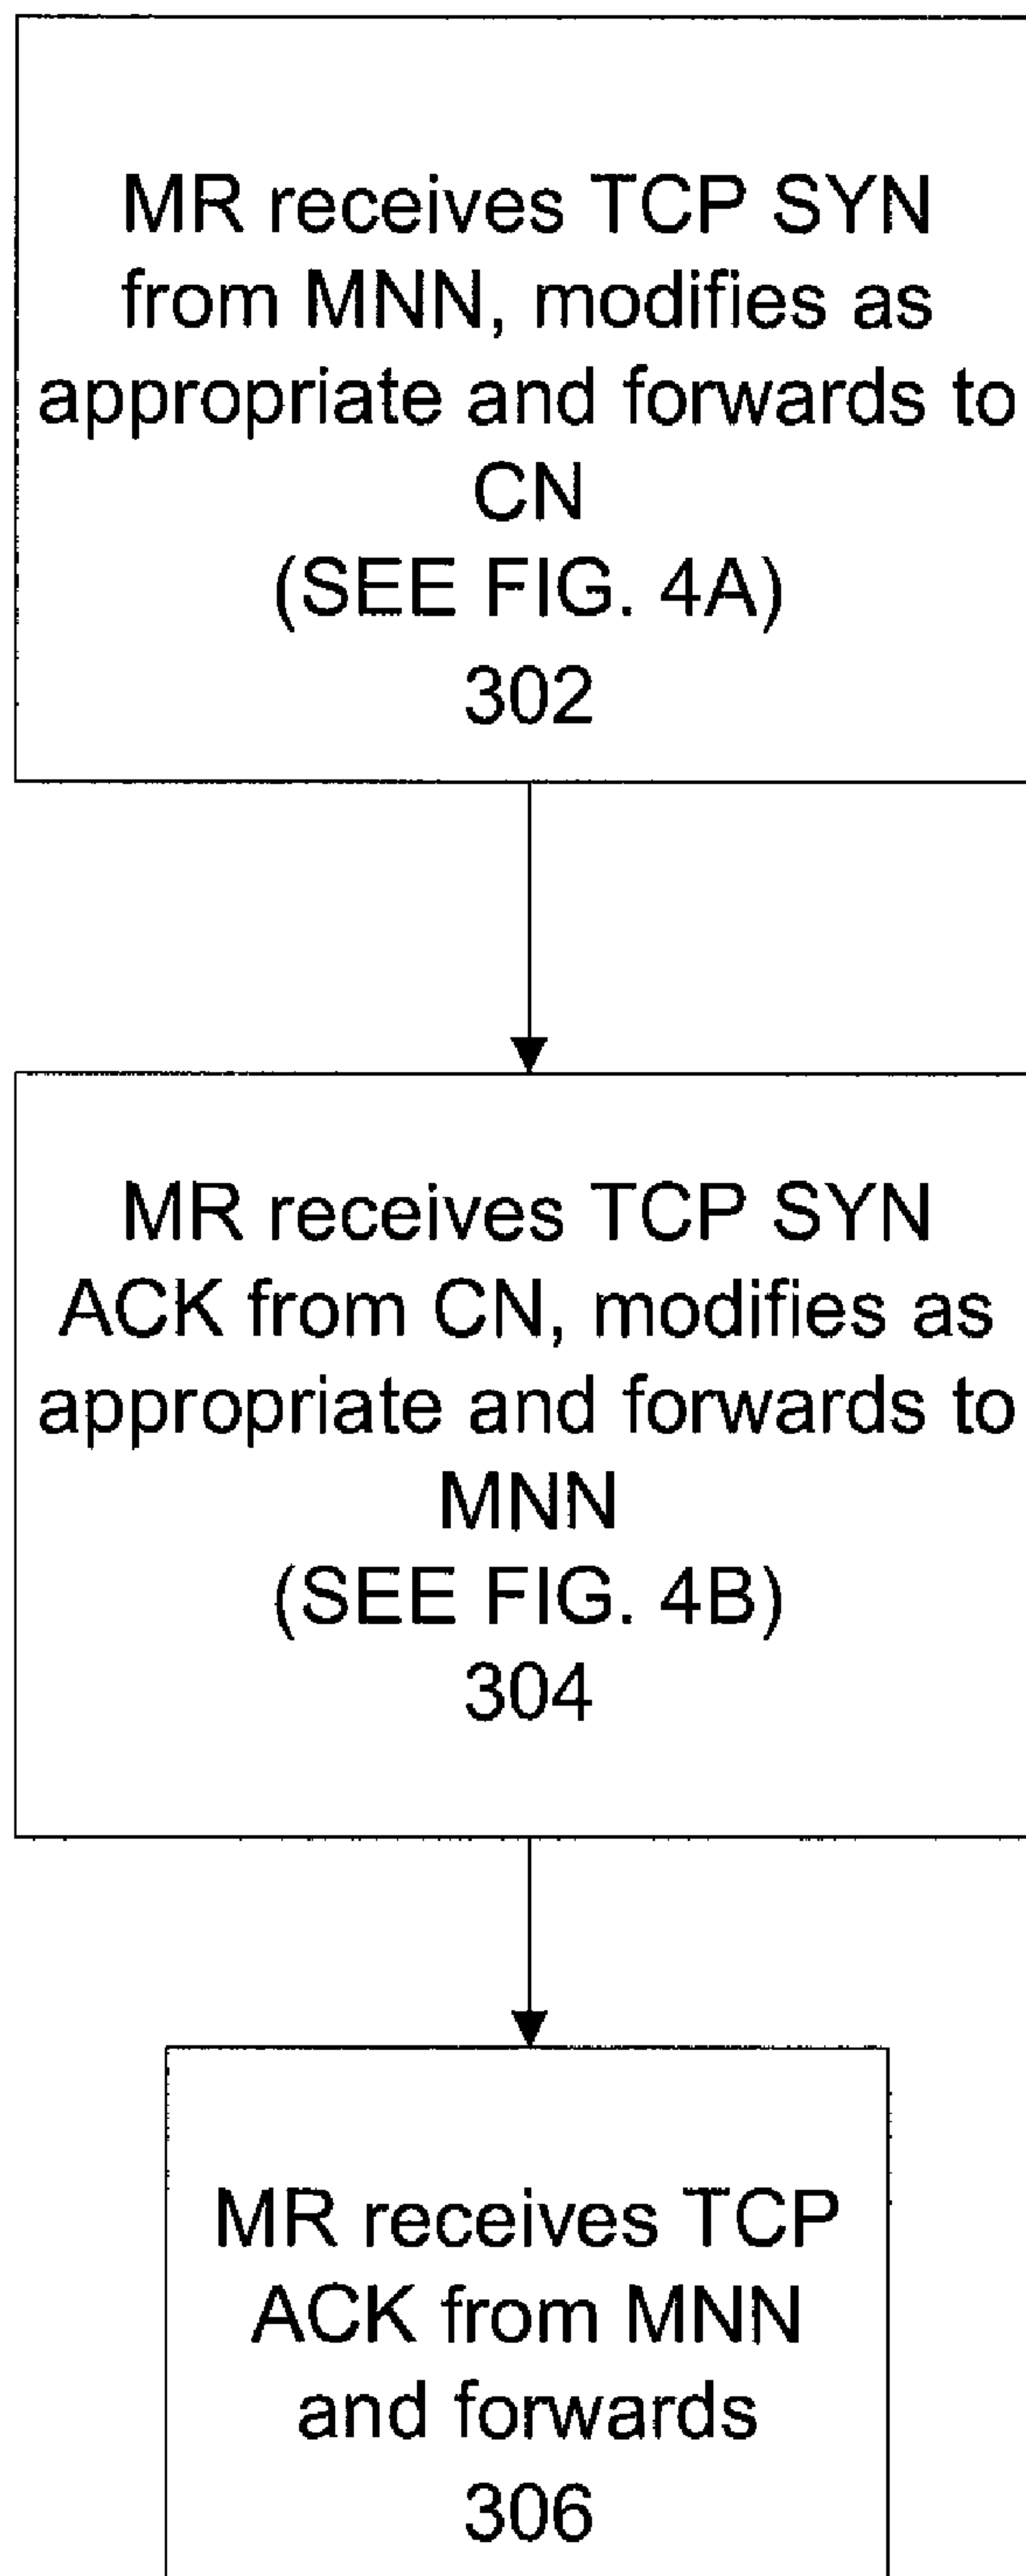 MR receives TCP SYN
from MNN, modifies as
appropriate and forwards to
CN
(SEE FIG. 4A)
302
MR receives TCP SYN
ACK from CN, modifies as
appropriate and forwards to
MNN
(SEE FIG. 4B)
304
MR receives TCP
ACK from MNN
and forwards
306